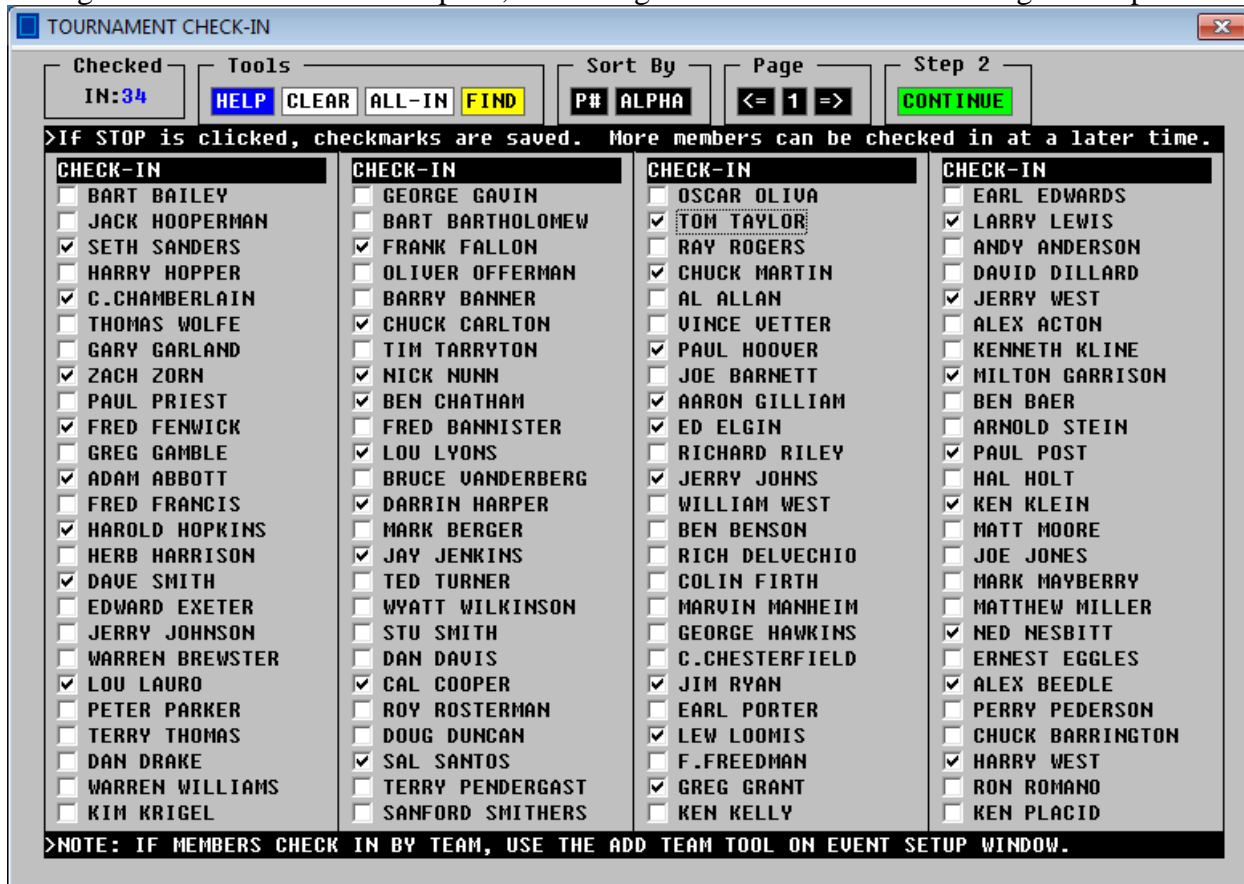 TOURNAMENT CHECK-IN
Checked Tools Sort By Page Step 2
IN:34 HELP CLEAR ALL-IN FIND P# ALPHA <= 1 => CONTINUE
>If STOP is clicked, checkmarks are saved. More members can be checked in at a later time.
CHECK-IN CHECK-IN CHECK-IN CHECK-IN
BART BAILEY GEORGE GAVIN OSCAR OLIVA EARL EDWARDS
JACK HOOPERMAN BART BARTHOLOMEW TOM TAYLOR LARRY LEWIS
SETH SANDERS FRANK FALLON RAY ROGERS ANDY ANDERSON
HARRY HOPPER OLIVER OFFERMAN CHUCK MARTIN DAVID DILLARD
C.CHAMBERLAIN BARRY BANNER AL ALLAN JERRY WEST
THOMAS WOLFE CHUCK CARLTON VINCE VETTER ALEX ACTON
GARY GARLAND TIM TARRYTON PAUL HOOVER KENNETH KLINE
ZACH ZORN NICK NUNN JOE BARNETT MILTON GARRISON
PAUL PRIEST BEN CHATHAM AARON GILLIAM BEN BAER
FRED FENWICK FRED BANNISTER ED ELGIN ARNOLD STEIN
GREG GAMBLE LOU LYONS RICHARD RILEY PAUL POST
ADAM ABBOTT BRUCE VANDERBERG JERRY JOHNS HAL HOLT
FRED FRANCIS DARRIN HARPER WILLIAM WEST KEN KLEIN
HAROLD HOPKINS MARK BERGER BEN BENSON MATT MOORE
HERB HARRISON JAY JENKINS RICH DELVECHIO JOE JONES
DAVE SMITH TED TURNER COLIN FIRTH MARK MAYBERRY
EDWARD EXETER WYATT WILKINSON MARVIN MANHEIM MATTHEW MILLER
JERRY JOHNSON STU SMITH GEORGE HAWKINS NED NESBITT
WARREN BREWSTER DAN DAVIS C.CHESTERFIELD ERNEST EGGLES
LOU LAURO CAL COOPER JIM RYAN ALEX BEEDLE
PETER PARKER ROY ROSTERMAN EARL PORTER PERRY PEDERSON
TERRY THOMAS DOUG DUNCAN LEW LOOMIS CHUCK BARRINGTON
DAN DRAKE SAL SANTOS F.FREEDMAN HARRY WEST
WARREN WILLIAMS TERRY PENDERGAST GREG GRANT RON ROMANO
KIM KRIGEL SANFORD SMITHERS KEN KELLY KEN PLACID
>NOTE: IF MEMBERS CHECK IN BY TEAM, USE THE ADD TEAM TOOL ON EVENT SETUP WINDOW.